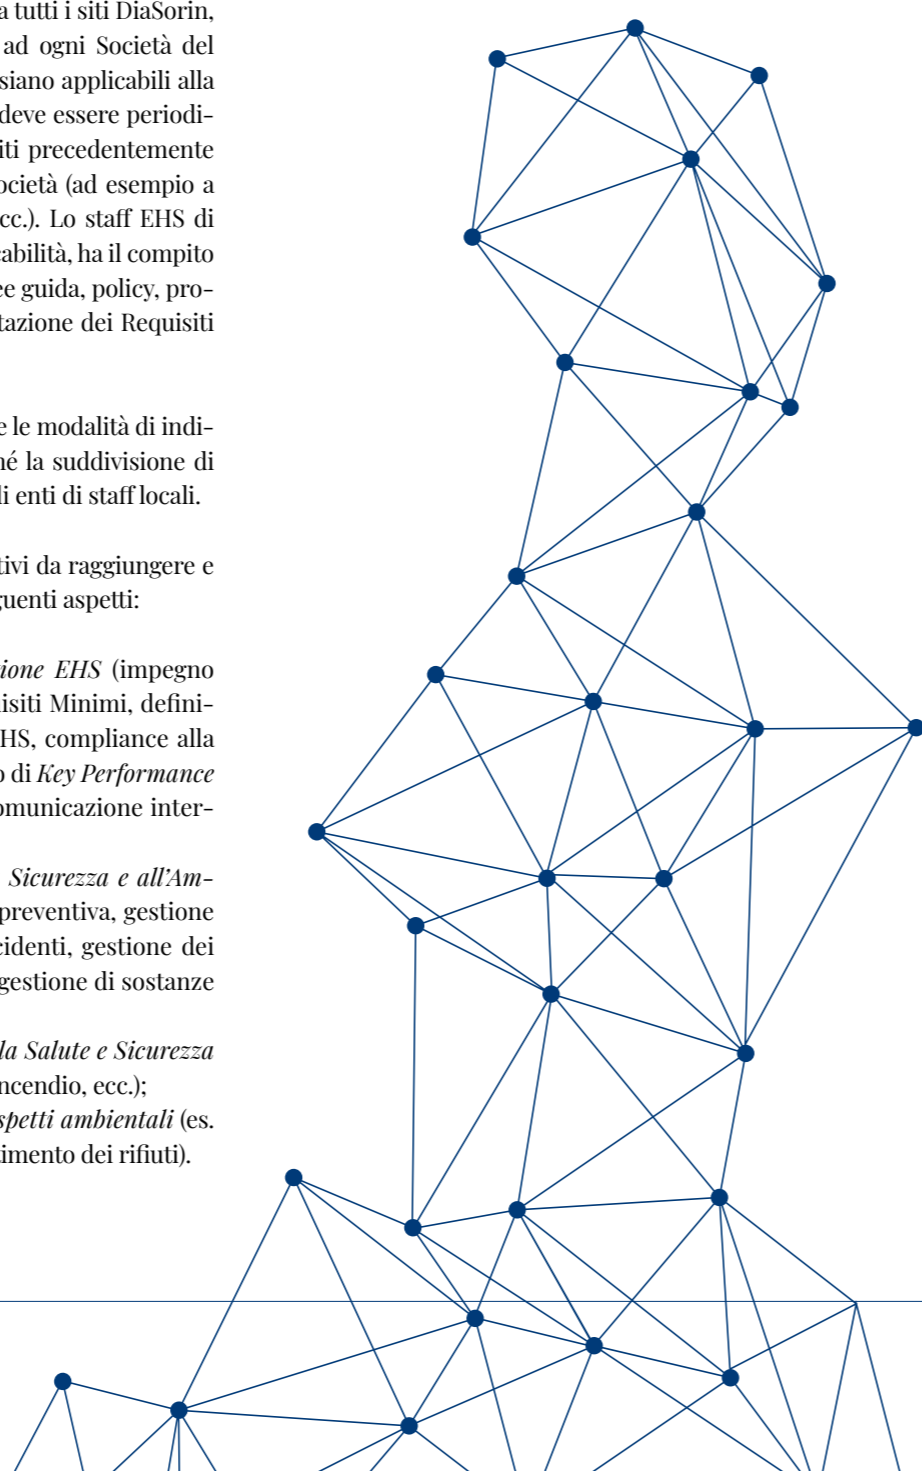 a tutti i siti DiaSorin,
ad ogni Società del
siano applicabili alla
deve essere periodi-
iti precedentemente
ocietà (ad esempio a
cc.). Lo staff EHS di
abilità, ha il compito
ee guida, policy, pro-
tazione dei Requisiti
e le modalità di indi-
né la suddivisione di
li enti di staff locali.
tivi da raggiungere e
guenti aspetti:
ione EHS (impegno
uisiti Minimi, defini-
HS, compliance alla
o di Key Performance
omunicazione inter-
Sicurezza e all'Am-
preventiva, gestione
cidenti, gestione dei
gestione di sostanze
la Salute e Sicurezza
ncendio, ecc.);
spetti ambientali (es.
timento dei rifiuti).